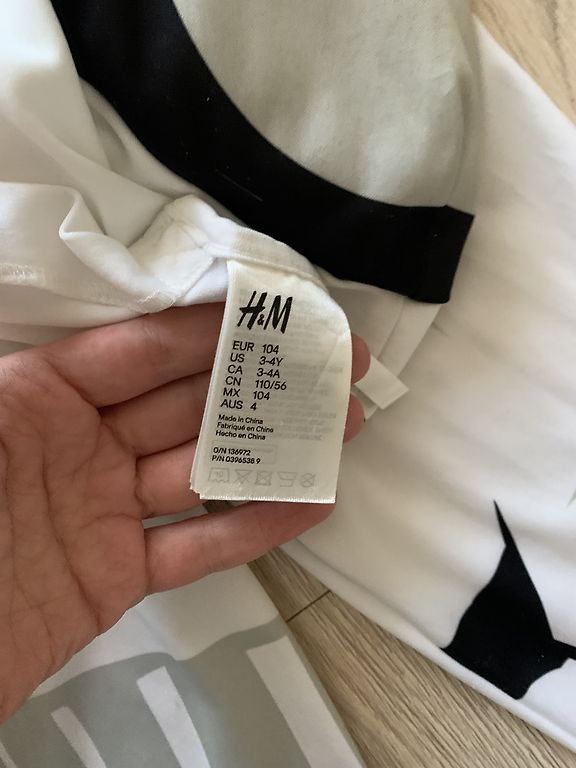 H&M
EUR 104
US 3-4Y
CA 3-4A
CN 110/56
MX 104
AUS 4
Made in China
Fabriqué en Chine
Hecho en China
O/N 136972
P/N 0396538 9